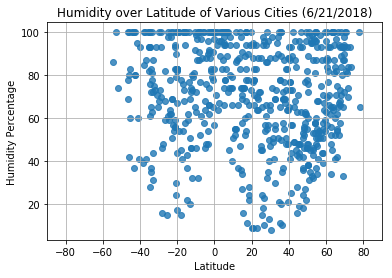 Humidity over Latitude of Various Cities (6/21/2018)
100
80
60
40
20
Humidity Percentage
−80 −60 −40 −20 0 20 40 60 80
Latitude